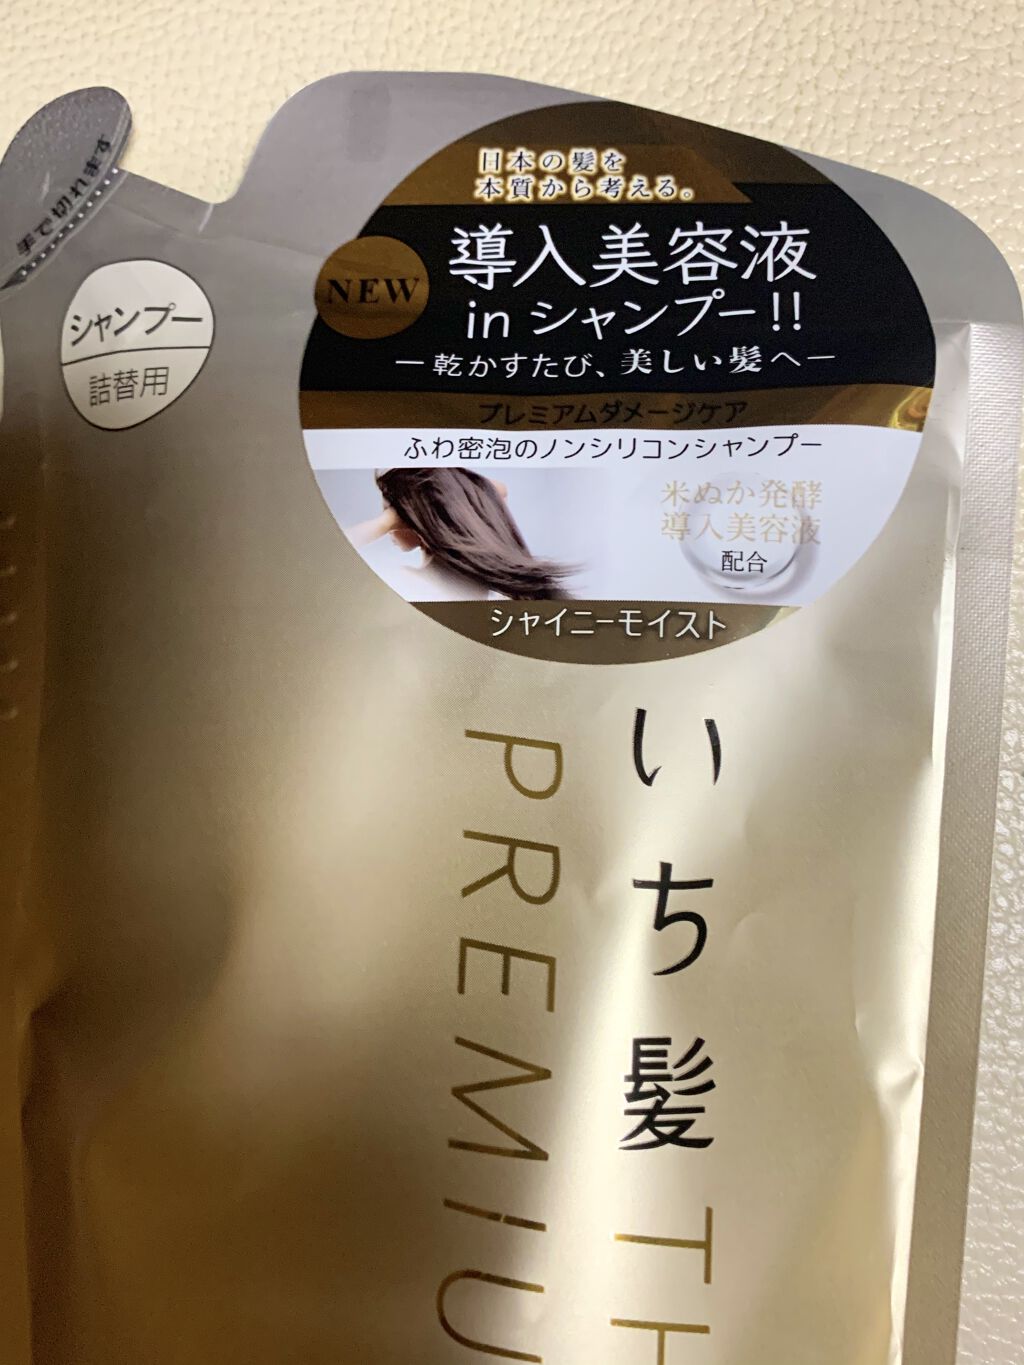 手で切れます
シャンプー
詰替用
日本の髪を
本質から考える。
NEW
導入美容液
in シャンプー!!
—乾かすたび、美しい髪へ—
プレミアムダメージケア
ふわ密泡のノンシリコンシャンプー
米ぬか発酵
導入美容液
配合
シャイニーモイスト
いち髪 TH
PREMIU